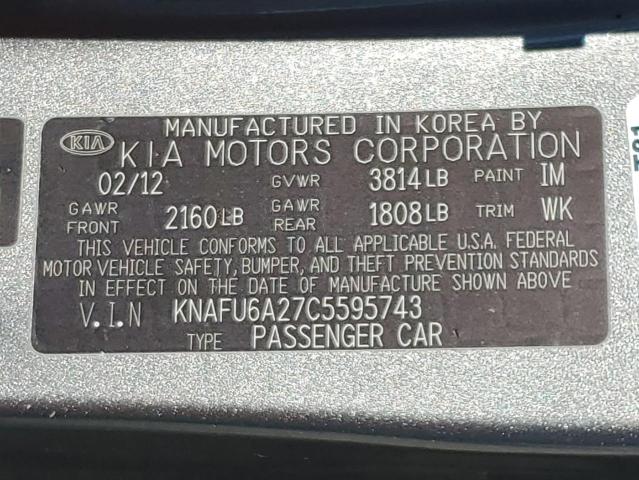 MANUFACTURED IN KOREA BY
KIA KIA MOTORS CORPORATION
02/12 GVWR 3814 LB PAINT IM
GAWR FRONT 2160 LB GAWR REAR 1808 LB TRIM WK
THIS VEHICLE CONFORMS TO ALL APPLICABLE U.S.A. FEDERAL
MOTOR VEHICLE SAFETY, BUMPER, AND THEFT PREVENTION STANDARDS
IN EFFECT ON THE DATE OF MANUFACTURE SHOWN ABOVE.
V.I.N KNAFU6A27C5595743
TYPE PASSENGER CAR